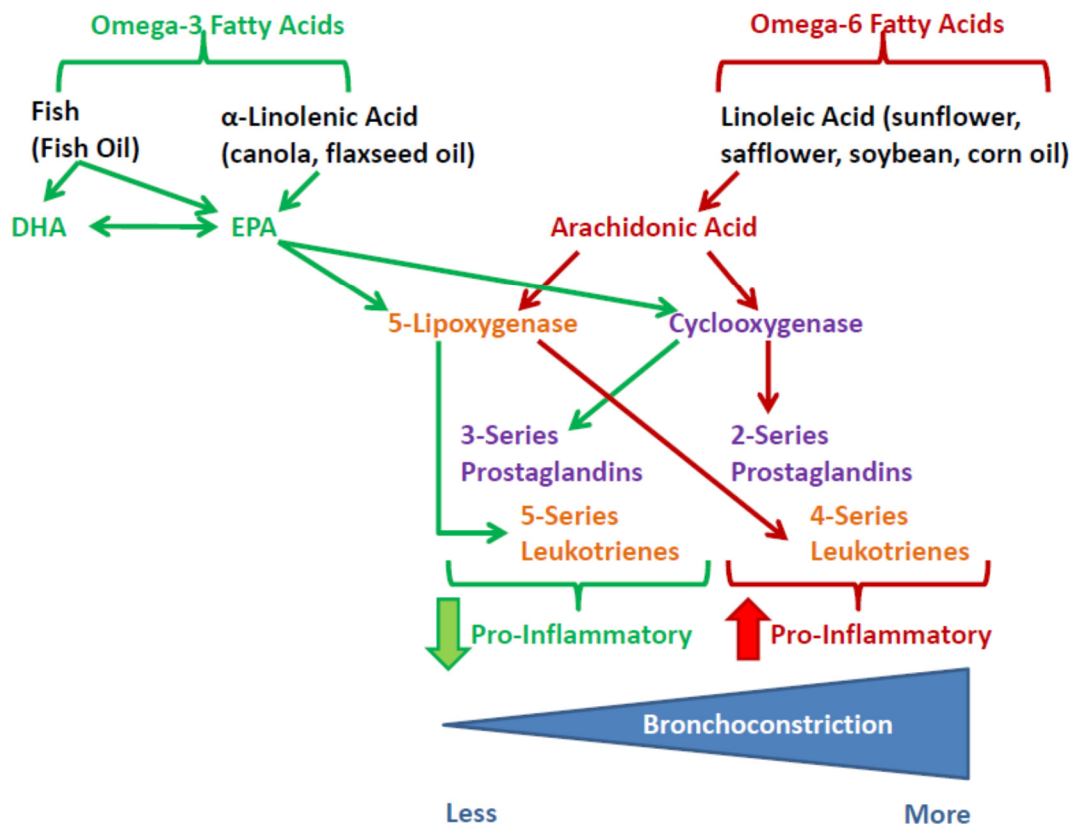 Omega-3 Fatty Acids
Omega-6 Fatty Acids
Fish
(Fish Oil)
α-Linolenic Acid
(canola, flaxseed oil)
Linoleic Acid (sunflower,
safflower, soybean, corn oil)
DHA
EPA
Arachidonic Acid
5-Lipoxygenase
Cyclooxygenase
3-Series
Prostaglandins
2-Series
Prostaglandins
5-Series
Leukotrienes
4-Series
Leukotrienes
Pro-Inflammatory
Pro-Inflammatory
Bronchoconstriction
Less
More